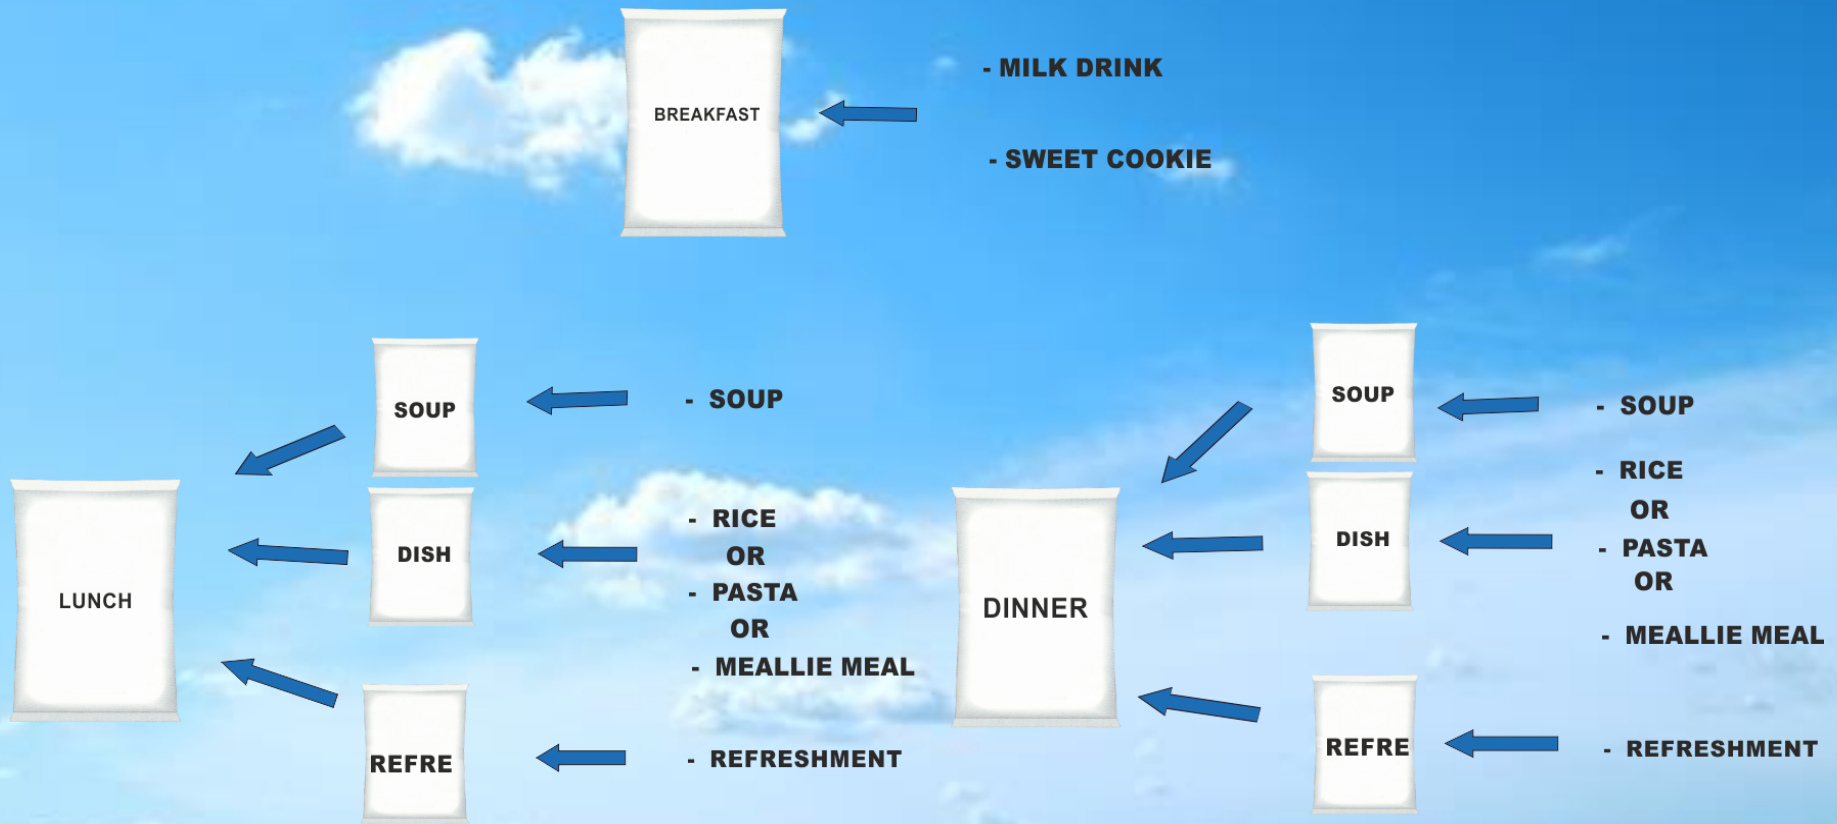 BREAKFAST
- MILK DRINK
- SWEET COOKIE
LUNCH
SOUP
- SOUP
DISH
- RICE
OR
- PASTA
OR
- MEALLIE MEAL
REFRE
- REFRESHMENT
DINNER
SOUP
- SOUP
DISH
- RICE
OR
- PASTA
OR
- MEALLIE MEAL
REFRE
- REFRESHMENT